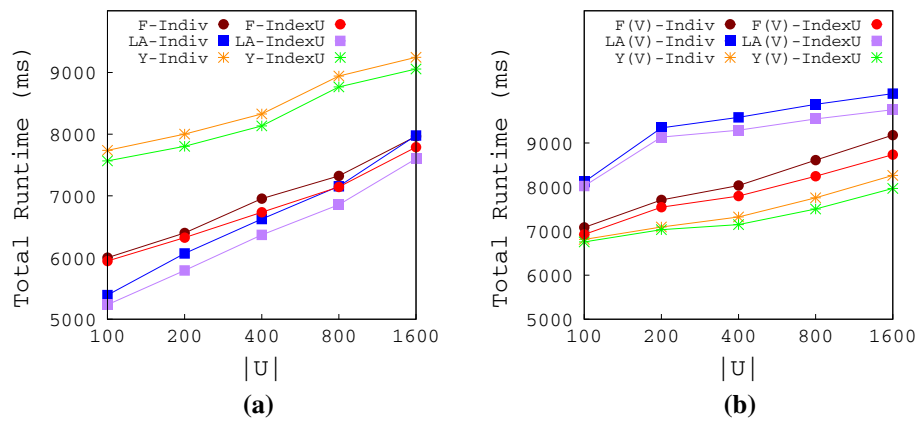 F-Indiv F-IndexU
LA-Indiv LA-IndexU
Y-Indiv Y-IndexU
Total Runtime (ms)
9000
8000
7000
6000
5000
100 200 400 800 1600
|U|
(a)
F(V)-Indiv F(V)-IndexU
LA(V)-Indiv LA(V)-IndexU
Y(V)-Indiv Y(V)-IndexU
Total Runtime (ms)
9000
8000
7000
6000
5000
100 200 400 800 1600
|U|
(b)